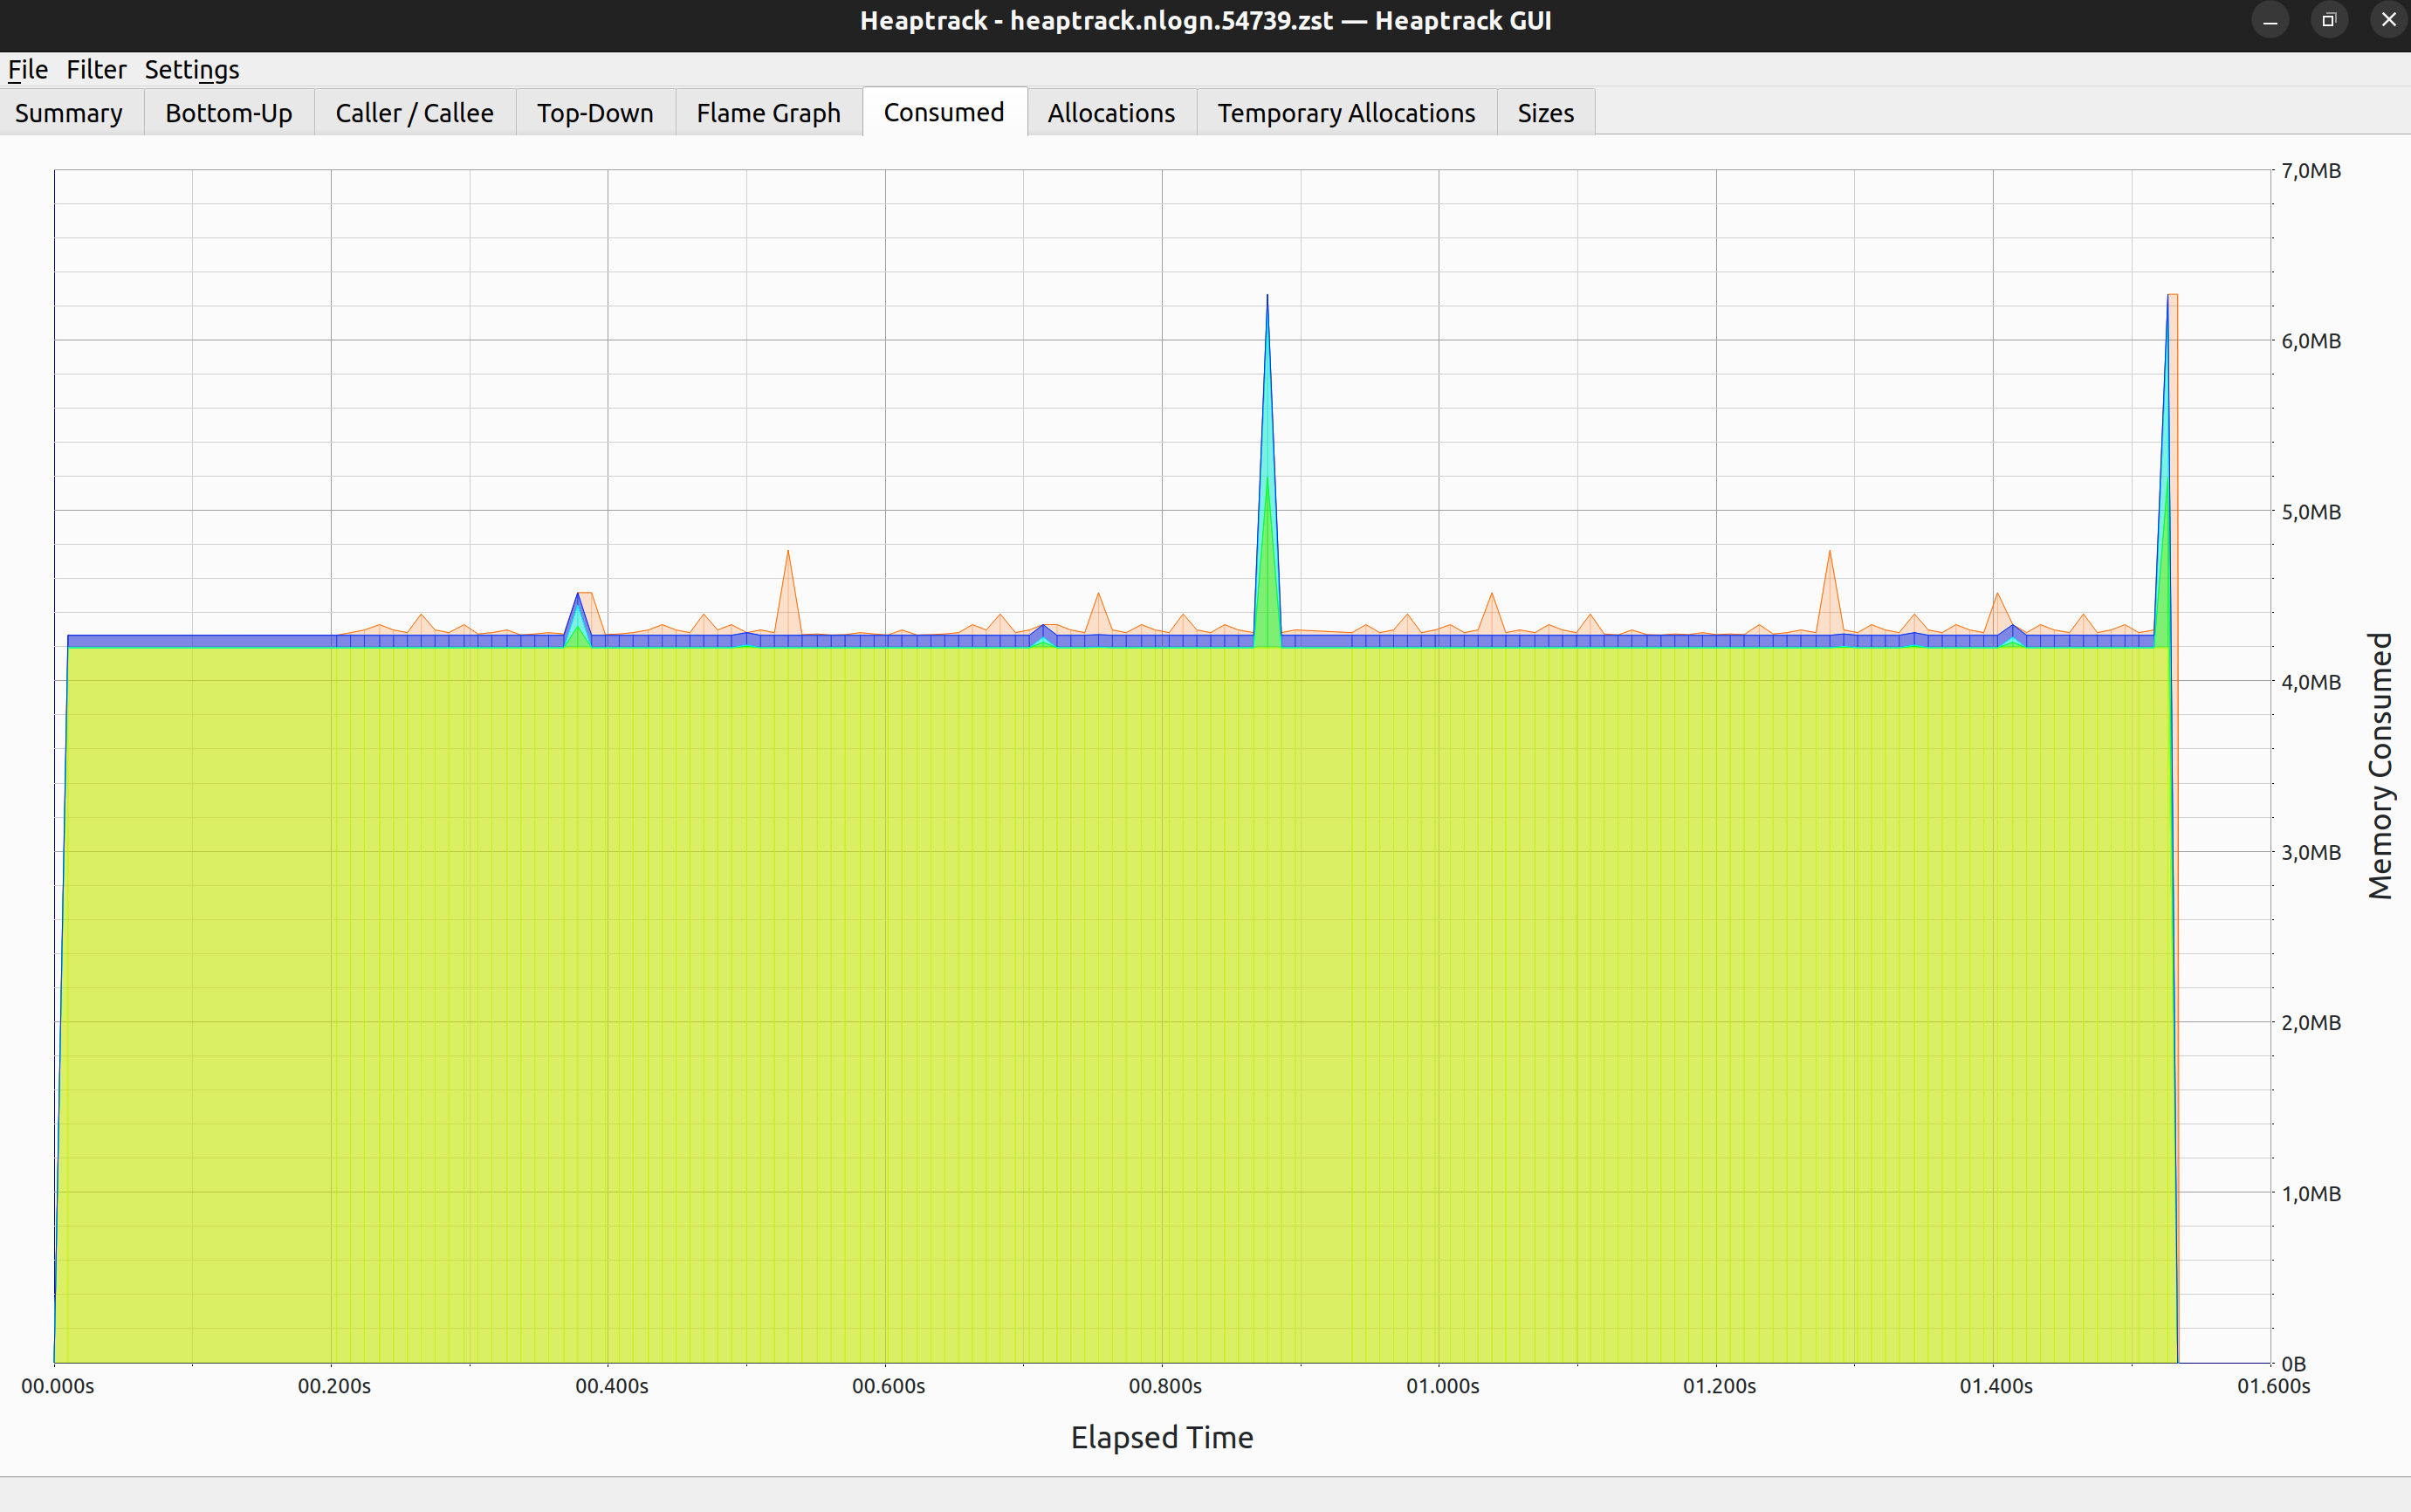 Heaptrack - heaptrack.nlogn.54739.zst — Heaptrack GUI
File Filter Settings
Summary Bottom-Up Caller / Callee Top-Down Flame Graph Consumed Allocations Temporary Allocations Sizes
7,0MB
6,0MB
5,0MB
4,0MB
3,0MB
2,0MB
1,0MB
0B
Memory Consumed
00.000s 00.200s 00.400s 00.600s 00.800s 01.000s 01.200s 01.400s 01.600s
Elapsed Time